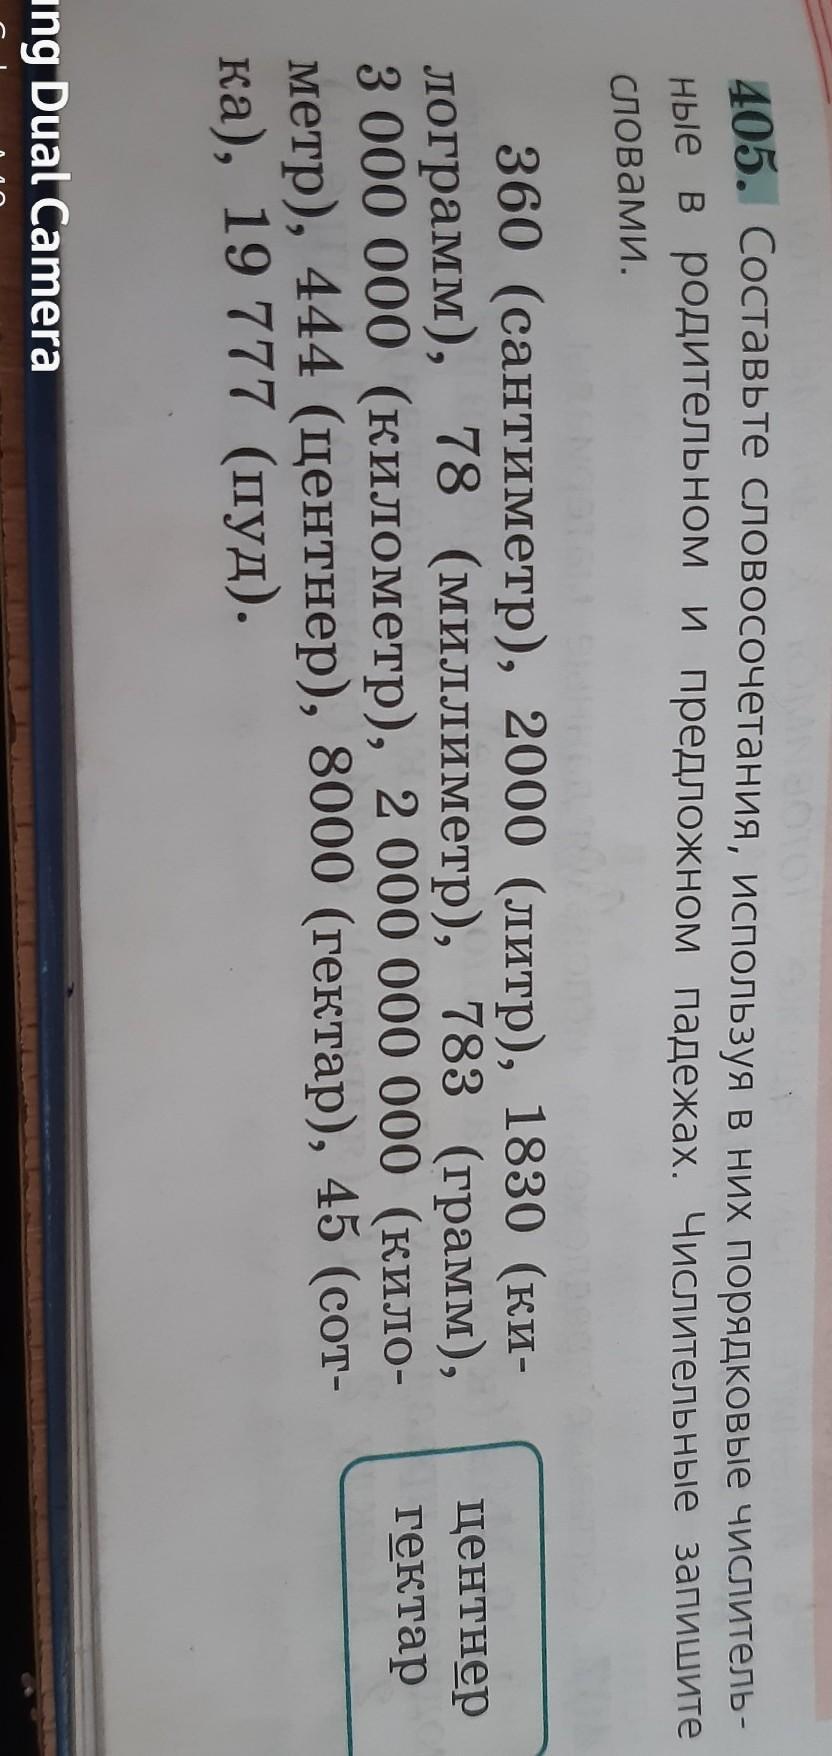 405. Составьте словосочетания, используя в них порядковые числитель-
ные в родительном и предложном падежах. Числительные запишите
словами.
360 (сантиметр), 2000 (литр), 1830 (ки-
лограмм), 78 (миллиметр), 783 (грамм),
3 000 000 (километр), 2 000 000 000 (кило-
метр), 444 (центнер), 8000 (гектар), 45 (сот-
ка), 19 777 (пуд).
центнер
гектар
ing Dual Camera